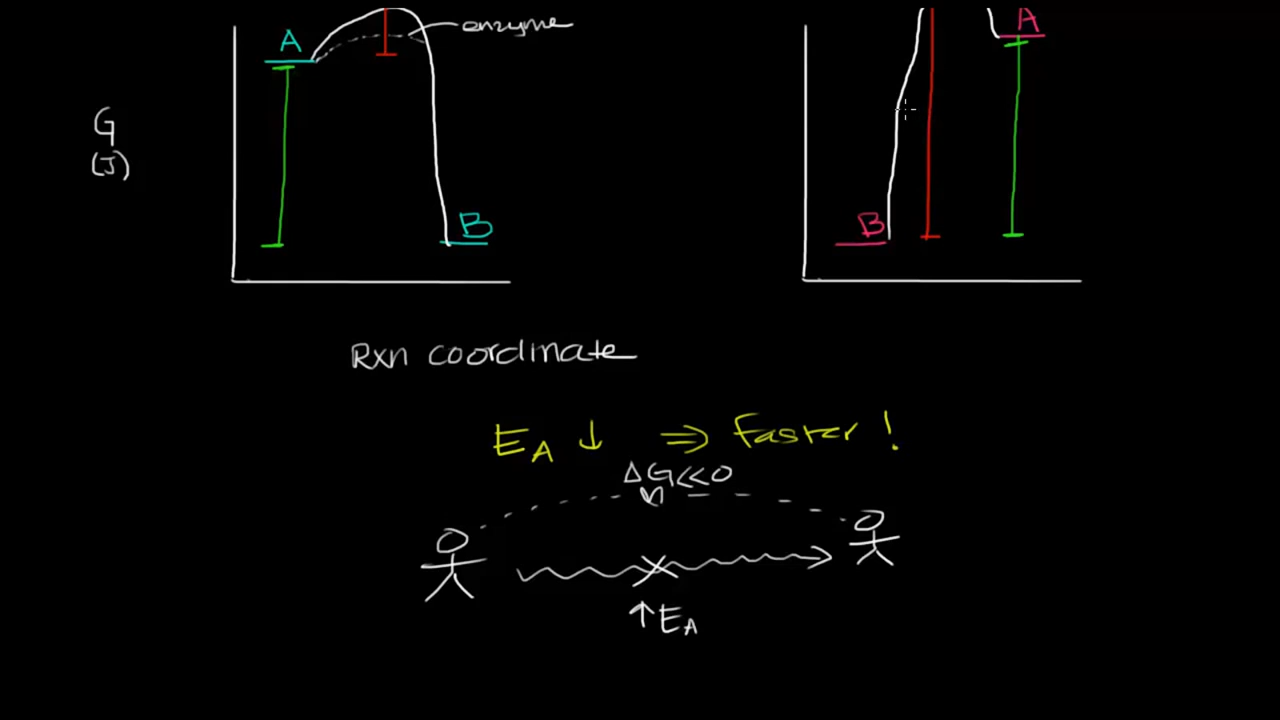 enzyme
A
A
G
(J)
B
B
Rxn coordinate
EA ↓ ⇒ Faster!
ΔG<<0
↑EA